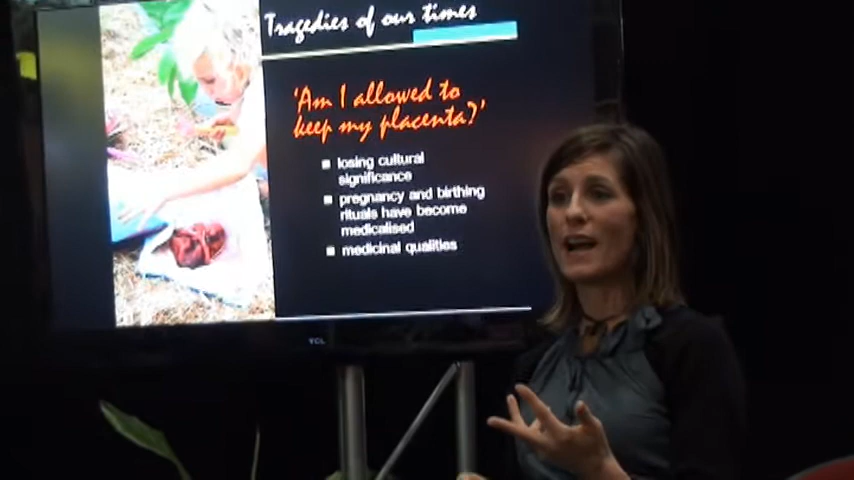 Tragedies of our times
'Am I allowed to
keep my placenta?'
■ losing cultural
significance
■ pregnancy and birthing
rituals have become
medicalised
■ medicinal qualities
TCL